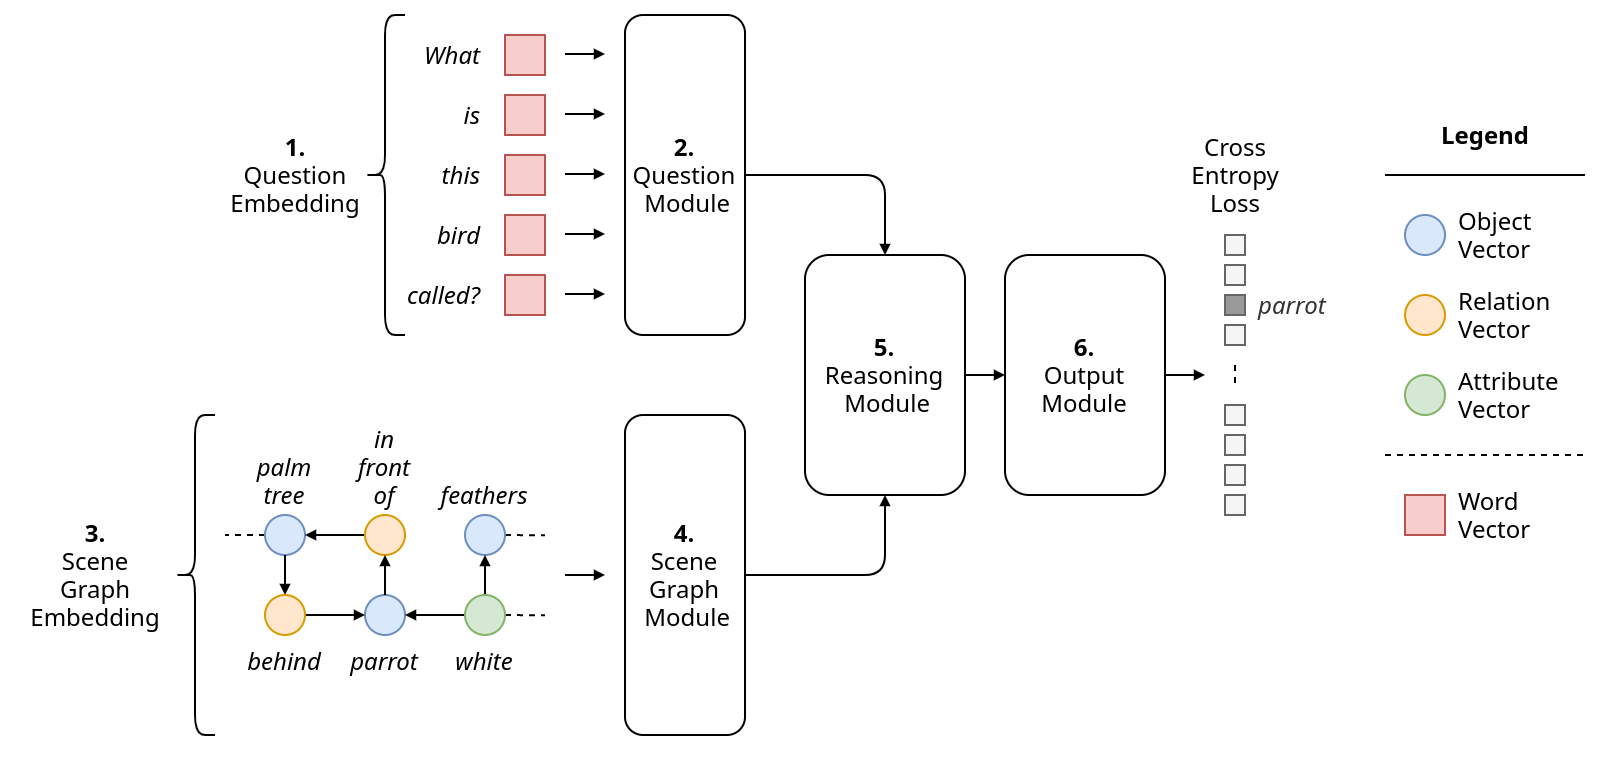 1.
Question
Embedding
What
is
this
bird
called?
2.
Question
Module
3.
Scene
Graph
Embedding
palm
tree
in
front
of
feathers
behind
parrot
white
4.
Scene
Graph
Module
5.
Reasoning
Module
6.
Output
Module
Cross
Entropy
Loss
parrot
Legend
Object
Vector
Relation
Vector
Attribute
Vector
Word
Vector